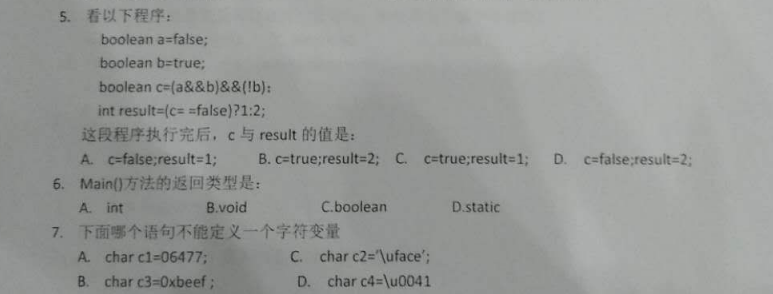 5. 看以下程序：
boolean a=false;
boolean b=true;
boolean c=(a&&b)&&(!b);
int result=(c= =false)?1:2;
这段程序执行完后，c 与 result 的值是：
A. c=false;result=1; B. c=true;result=2; C. c=true;result=1; D. c=false;result=2;
6. Main()方法的返回类型是：
A. int B.void C.boolean D.static
7. 下面哪个语句不能定义一个字符变量
A. char c1=06477; C. char c2='\uface';
B. char c3=0xbeef ; D. char c4=\u0041